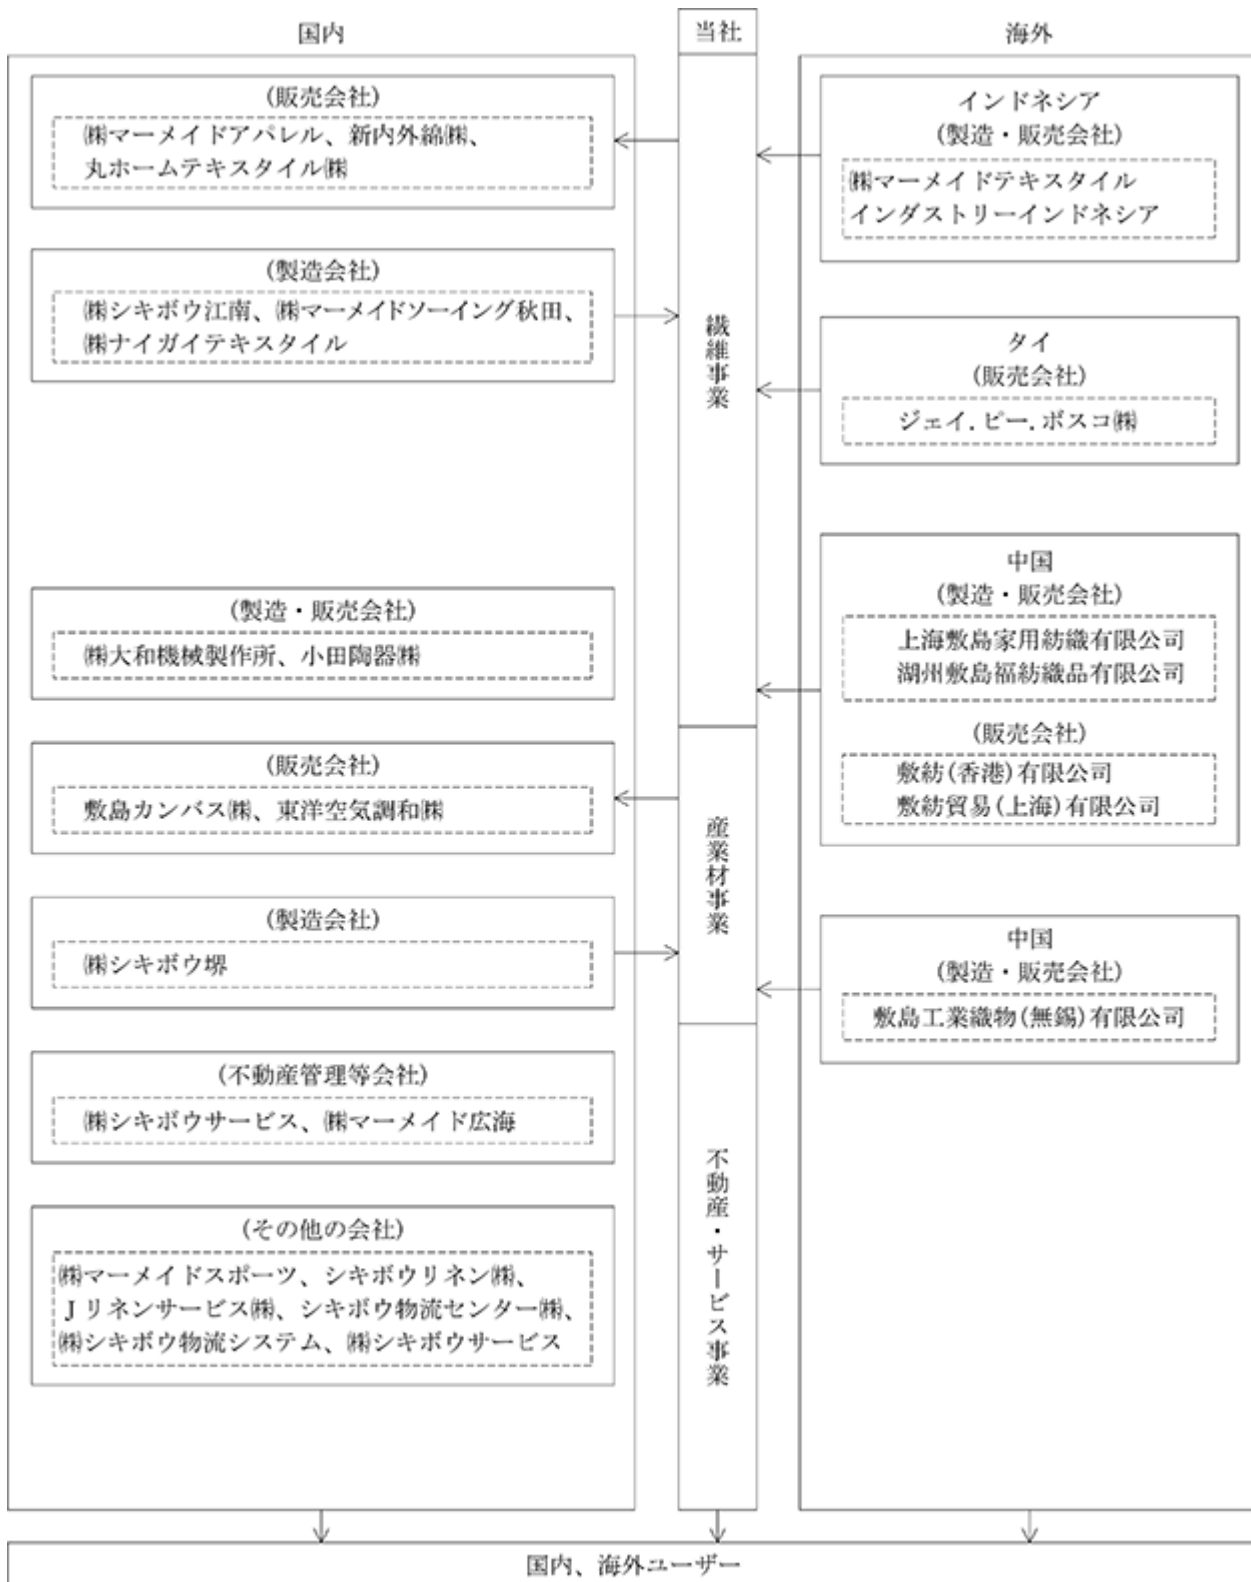 国内
(販売会社)
㈱マーメイドアパレル、新内外綿㈱、
丸ホームテキスタイル㈱
(製造会社)
㈱シキボウ江南、㈱マーメイドソーイング秋田、
㈱ナイガイテキスタイル
(製造・販売会社)
㈱大和機械製作所、小田陶器㈱
(販売会社)
敷島カンバス㈱、東洋空気調和㈱
(製造会社)
㈱シキボウ堺
(不動産管理等会社)
㈱シキボウサービス、㈱マーメイド広海
(その他の会社)
㈱マーメイドスポーツ、シキボウリネン㈱、
Jリネンサービス㈱、シキボウ物流センター㈱、
㈱シキボウ物流システム、㈱シキボウサービス
当社
繊維事業
産業材事業
不動産・サービス事業
海外
インドネシア
(製造・販売会社)
㈱マーメイドテキスタイル
インダストリーインドネシア
タイ
(販売会社)
ジェイ.ピー.ボスコ㈱
中国
(製造・販売会社)
上海敷島家用紡織有限公司
湖州敷島福紡織品有限公司
(販売会社)
敷紡(香港)有限公司
敷紡貿易(上海)有限公司
中国
(製造・販売会社)
敷島工業織物(無錫)有限公司
国内、海外ユーザー